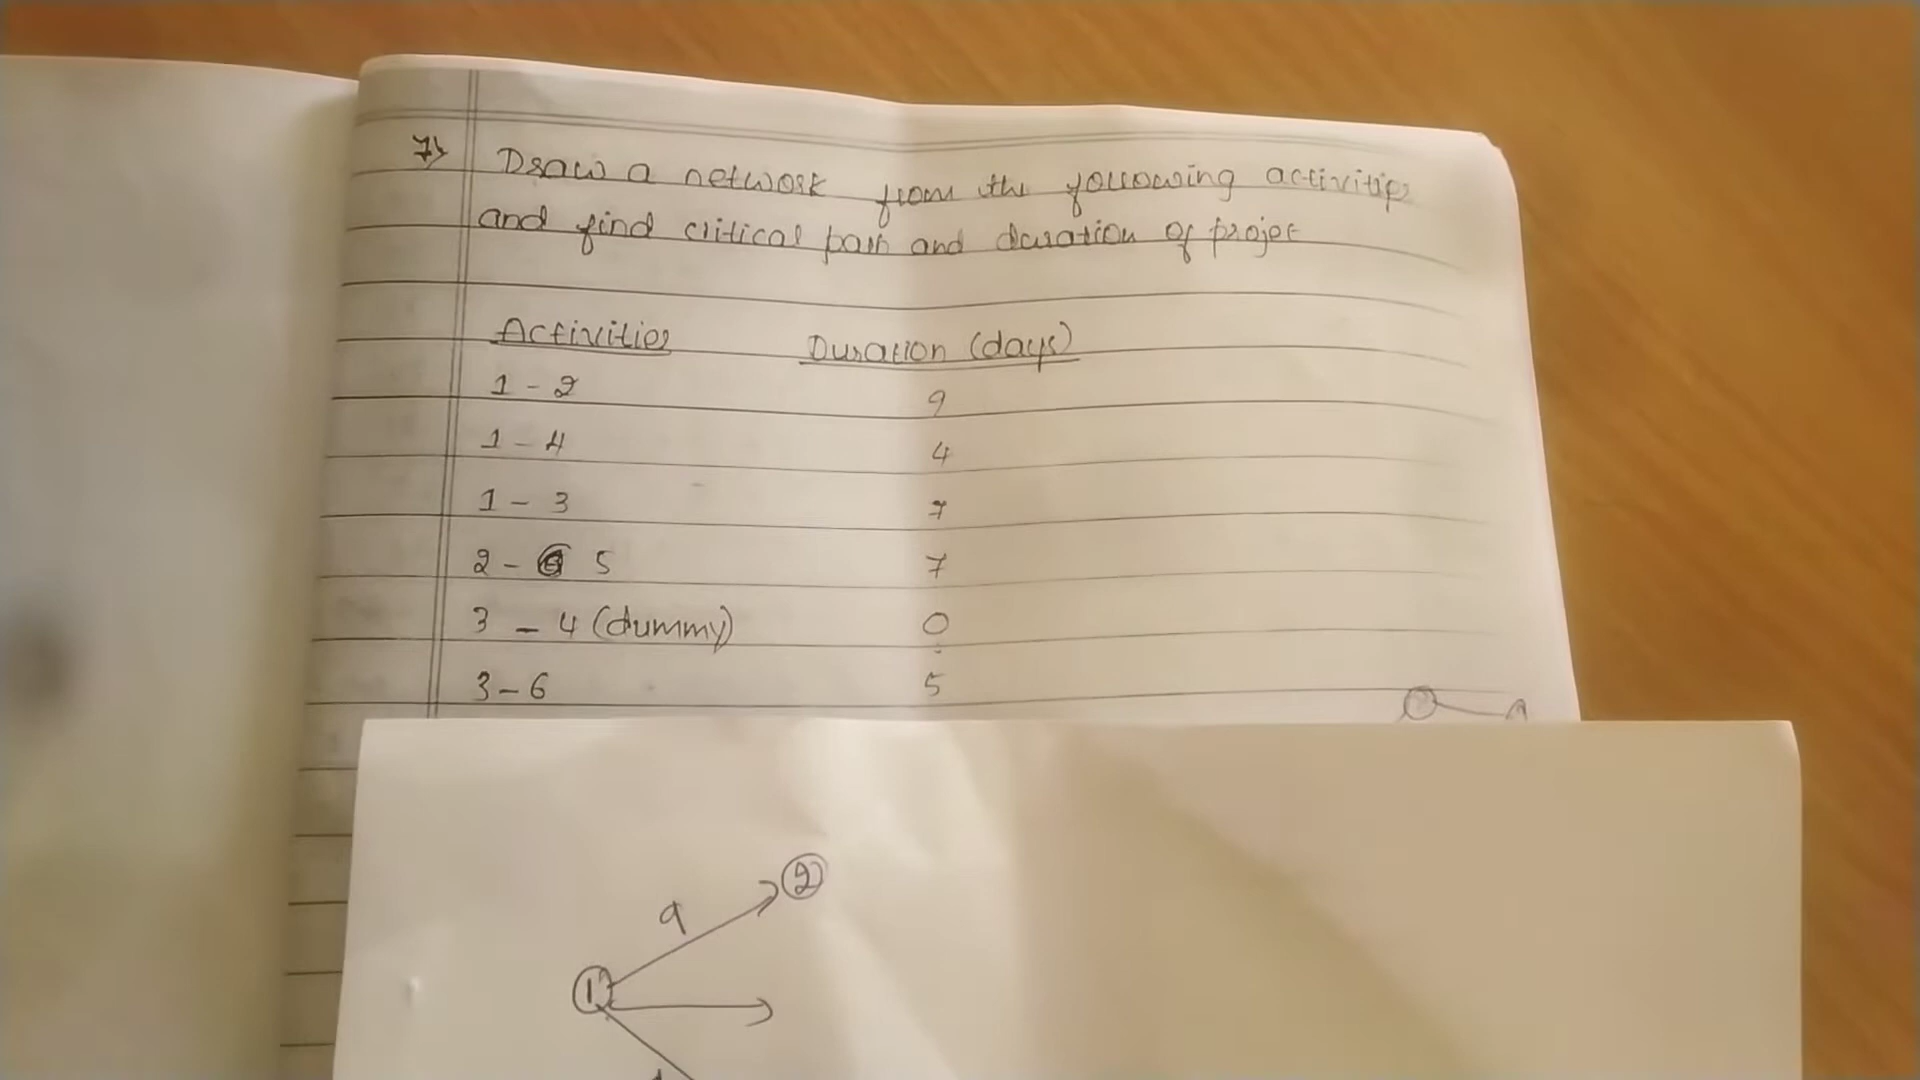 7) Draw a network from the following activities
and find critical path and duration of projet
Activities Duration (days)
1 - 2 9
1 - 4 4
1 - 3 7
2 - 5 7
3 - 4 (dummy) 0
3 - 6 5
2
9
1